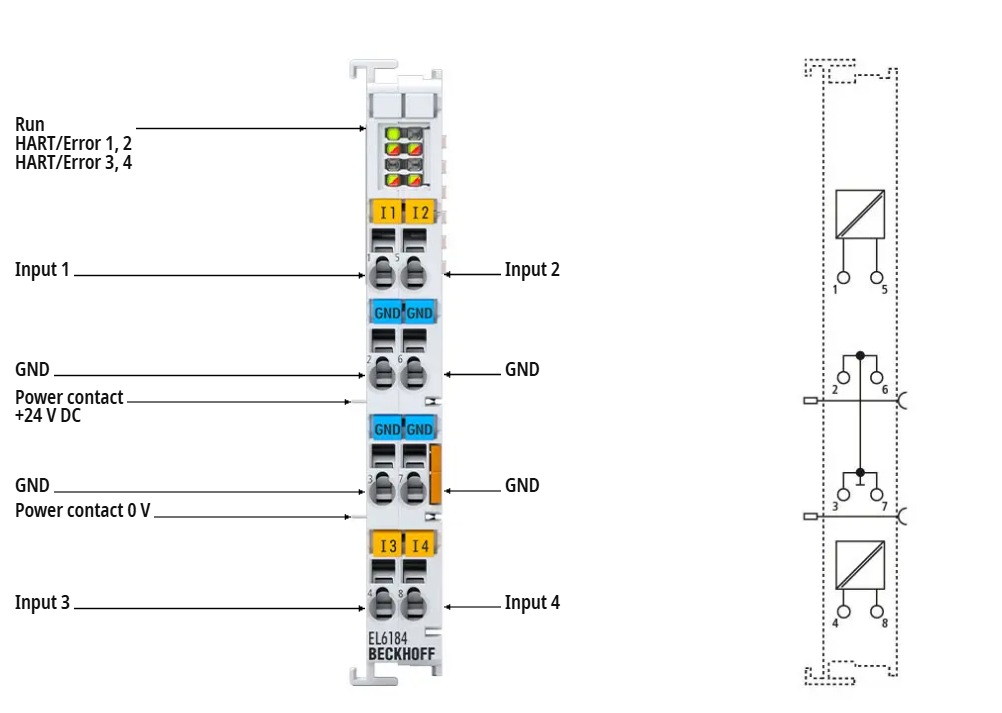 Run
HART/Error 1, 2
HART/Error 3, 4
I1 I2
1 5
Input 1
Input 2
GND GND
2 6
GND
GND
Power contact
+24 V DC
GND GND
3 7
GND
GND
Power contact 0 V
I3 I4
4 8
Input 3
Input 4
EL6184
BECKHOFF
1 5
2 6
3 7
4 8